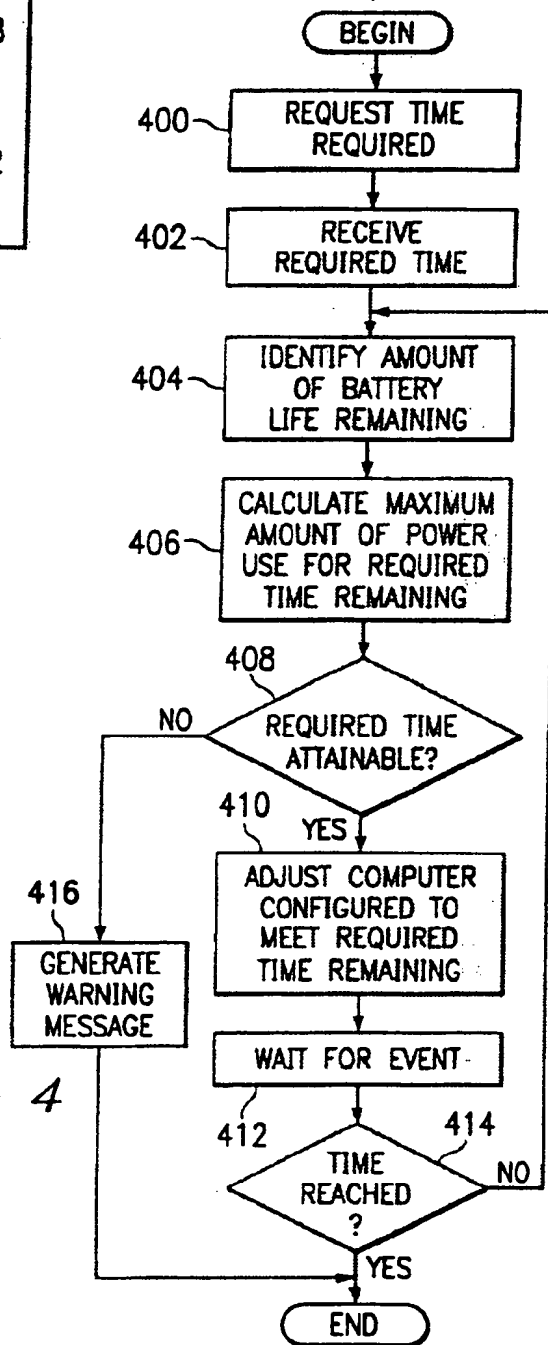 BEGIN
400
REQUEST TIME
REQUIRED
402
RECEIVE
REQUIRED TIME
404
IDENTIFY AMOUNT
OF BATTERY
LIFE REMAINING
406
CALCULATE MAXIMUM
AMOUNT OF POWER
USE FOR REQUIRED
TIME REMAINING
408
NO
REQUIRED TIME
ATTAINABLE?
YES
410
ADJUST COMPUTER
CONFIGURED TO
MEET REQUIRED
TIME REMAINING
416
GENERATE
WARNING
MESSAGE
4
WAIT FOR EVENT
412
414
TIME
REACHED
?
NO
YES
END